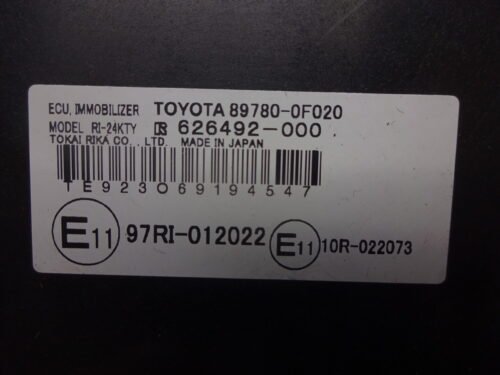 ECU, IMMOBILIZER TOYOTA 89780-0F020
MODEL RI-24KTY R 626492-000
TOKAI RIKA CO., LTD. MADE IN JAPAN
TE923069194547
E11 97RI-012022 E11 10R-022073